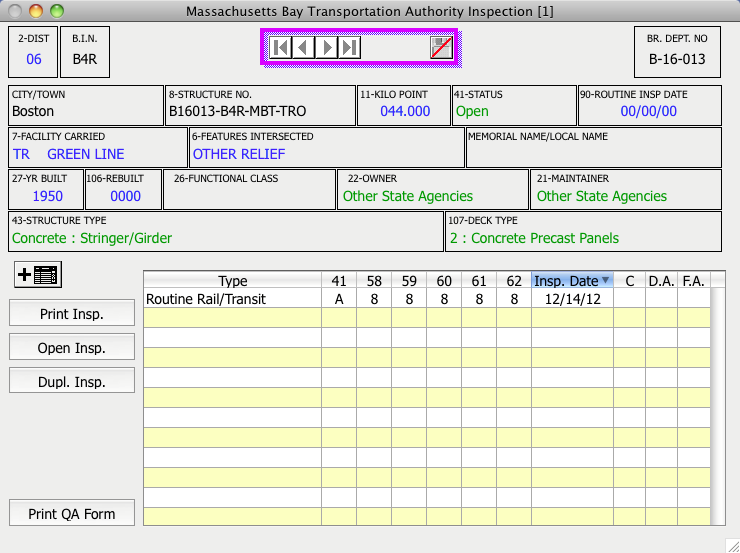 Massachusetts Bay Transportation Authority Inspection [1]
2-DIST
06
B.I.N.
B4R
BR. DEPT. NO
B-16-013
CITY/TOWN
Boston
8-STRUCTURE NO.
B16013-B4R-MBT-TRO
11-KILO POINT
044.000
41-STATUS
Open
90-ROUTINE INSP DATE
00/00/00
7-FACILITY CARRIED
TR GREEN LINE
6-FEATURES INTERSECTED
OTHER RELIEF
MEMORIAL NAME/LOCAL NAME
27-YR BUILT
1950
106-REBUILT
0000
26-FUNCTIONAL CLASS
22-OWNER
Other State Agencies
21-MAINTAINER
Other State Agencies
43-STRUCTURE TYPE
Concrete : Stringer/Girder
107-DECK TYPE
2 : Concrete Precast Panels
Print Insp.
Open Insp.
Dupl. Insp.
Print QA Form
Type 41 58 59 60 61 62 Insp. Date C D.A. F.A.
Routine Rail/Transit A 8 8 8 8 8 12/14/12